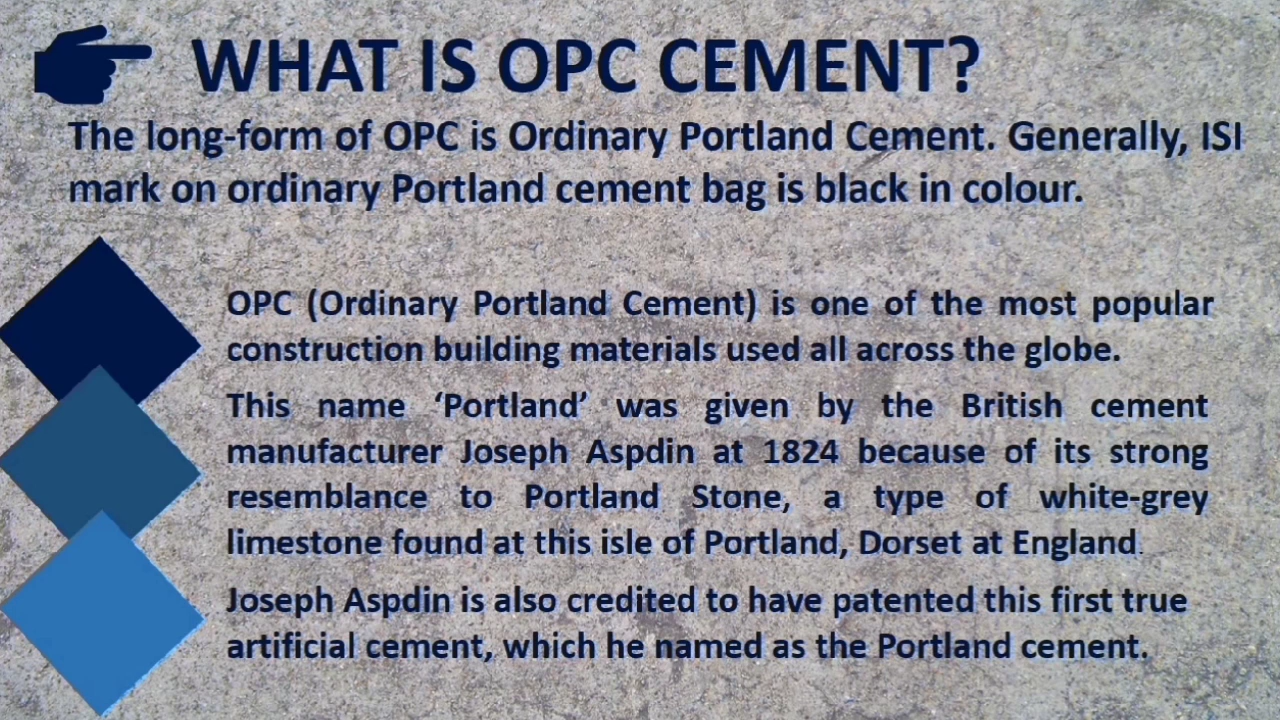 WHAT IS OPC CEMENT?
The long-form of OPC is Ordinary Portland Cement. Generally, ISI
mark on ordinary Portland cement bag is black in colour.
OPC (Ordinary Portland Cement) is one of the most popular
construction building materials used all across the globe.
This name ‘Portland’ was given by the British cement
manufacturer Joseph Aspdin at 1824 because of its strong
resemblance to Portland Stone, a type of white-grey
limestone found at this isle of Portland, Dorset at England.
Joseph Aspdin is also credited to have patented this first true
artificial cement, which he named as the Portland cement.